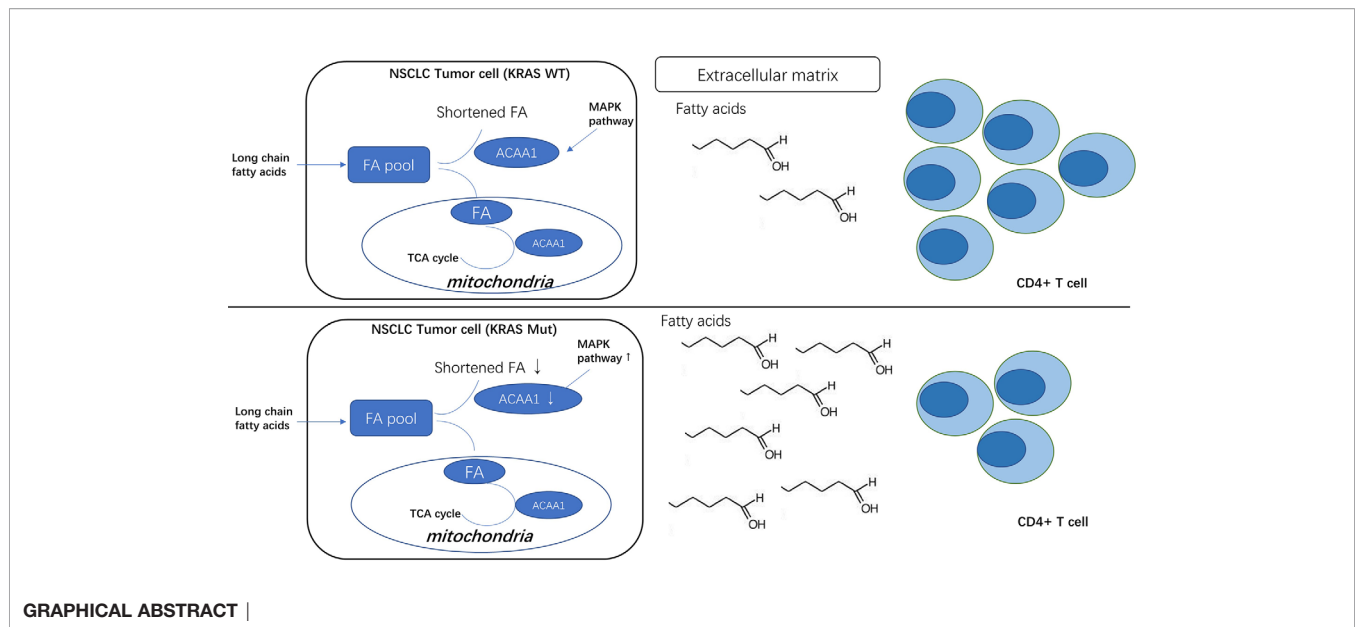 NSCLC Tumor cell (KRAS WT)
Shortened FA
MAPK
pathway
ACAA1
Long chain
fatty acids
FA pool
FA
ACAA1
TCA cycle
mitochondria
Extracellular matrix
Fatty acids
H
OH
H
OH
CD4+ T cell
NSCLC Tumor cell (KRAS Mut)
MAPK
pathway ↑
Shortened FA ↓
ACAA1 ↓
Long chain
fatty acids
FA pool
FA
ACAA1
TCA cycle
mitochondria
Fatty acids
H
OH
H
OH
H
OH
H
OH
H
OH
H
OH
CD4+ T cell
GRAPHICAL ABSTRACT |